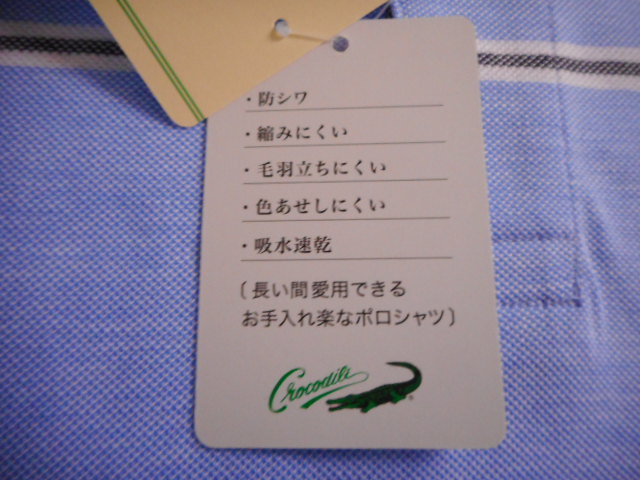 ・防シワ
・縮みにくい
・毛羽立ちにくい
・色あせしにくい
・吸水速乾
〔長い間愛用できる
お手入れ楽なポロシャツ〕
Crocodile